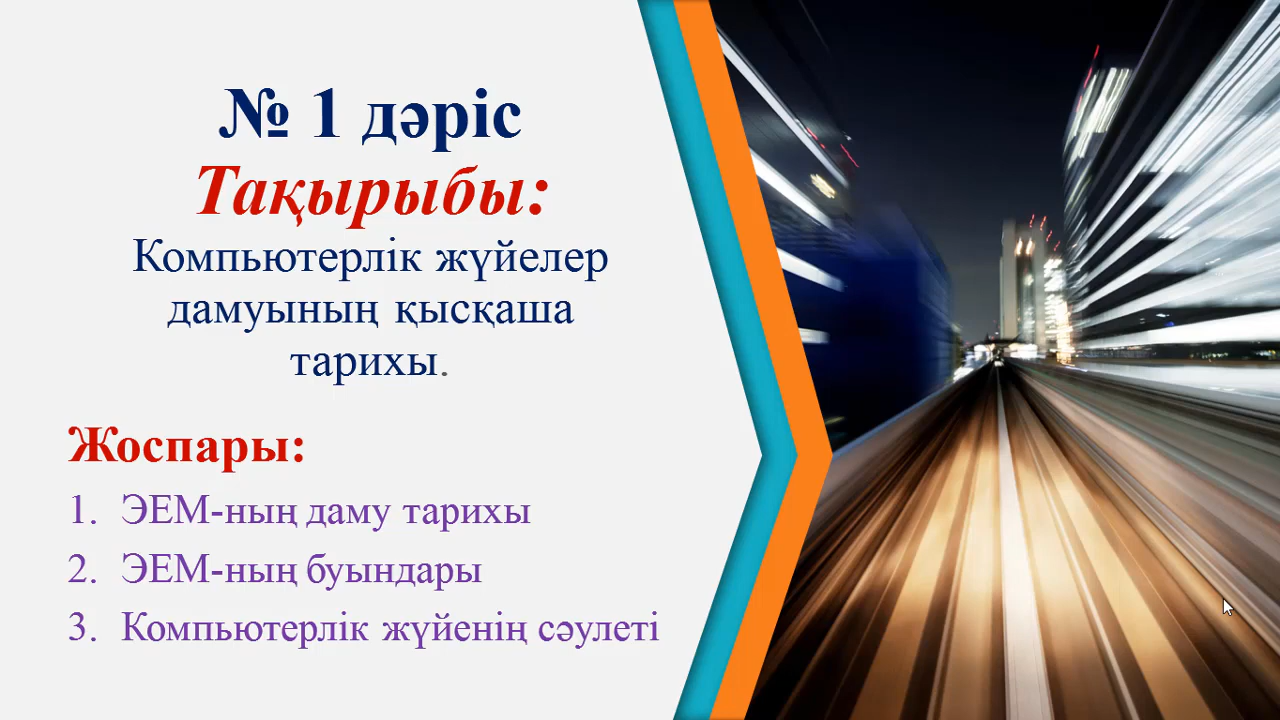 № 1 дәріс
Тақырыбы:
Компьютерлік жүйелер
дамуының қысқаша
тарихы.
Жоспары:
1. ЭЕМ-ның даму тарихы
2. ЭЕМ-ның буындары
3. Компьютерлік жүйенің сәулеті